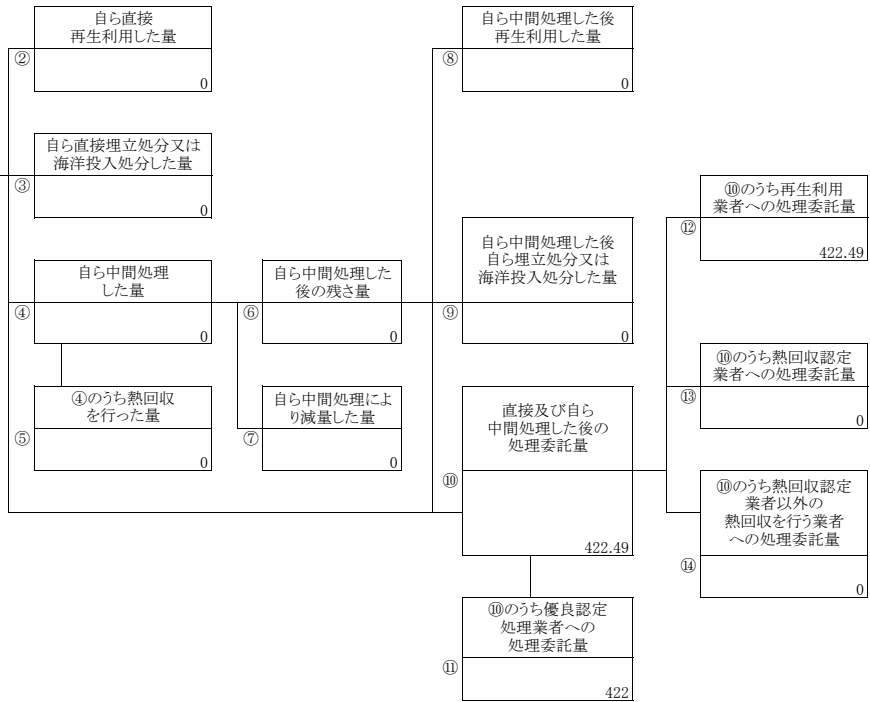 自ら直接
再生利用した量
②
0
自ら直接埋立処分又は
海洋投入処分した量
③
0
自ら中間処理
した量
④
0
④のうち熱回収
を行った量
⑤
0
自ら中間処理した
後の残さ量
⑥
0
自ら中間処理によ
り減量した量
⑦
0
自ら中間処理した後
再生利用した量
⑧
0
自ら中間処理した後
自ら埋立処分又は
海洋投入処分した量
⑨
0
直接及び自ら
中間処理した後の
処理委託量
⑩
422.49
⑩のうち優良認定
処理業者への
処理委託量
⑪
422
⑩のうち再生利用
業者への処理委託量
⑫
422.49
⑩のうち熱回収認定
業者への処理委託量
⑬
0
⑩のうち熱回収認定
業者以外の
熱回収を行う業者
への処理委託量
⑭
0